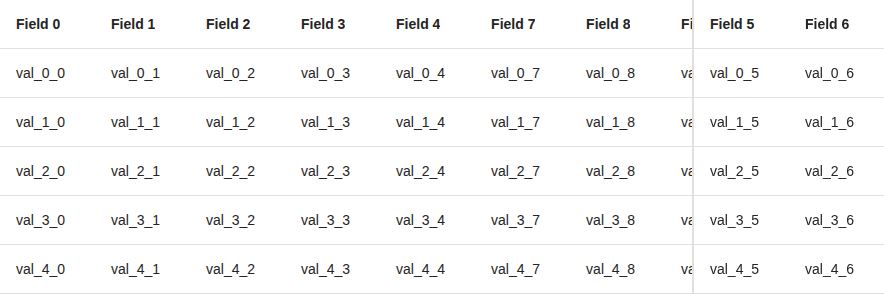 Field 0 Field 1 Field 2 Field 3 Field 4 Field 7 Field 8 Field 5 Field 6
val_0_0 val_0_1 val_0_2 val_0_3 val_0_4 val_0_7 val_0_8 val_0_5 val_0_6
val_1_0 val_1_1 val_1_2 val_1_3 val_1_4 val_1_7 val_1_8 val_1_5 val_1_6
val_2_0 val_2_1 val_2_2 val_2_3 val_2_4 val_2_7 val_2_8 val_2_5 val_2_6
val_3_0 val_3_1 val_3_2 val_3_3 val_3_4 val_3_7 val_3_8 val_3_5 val_3_6
val_4_0 val_4_1 val_4_2 val_4_3 val_4_4 val_4_7 val_4_8 val_4_5 val_4_6